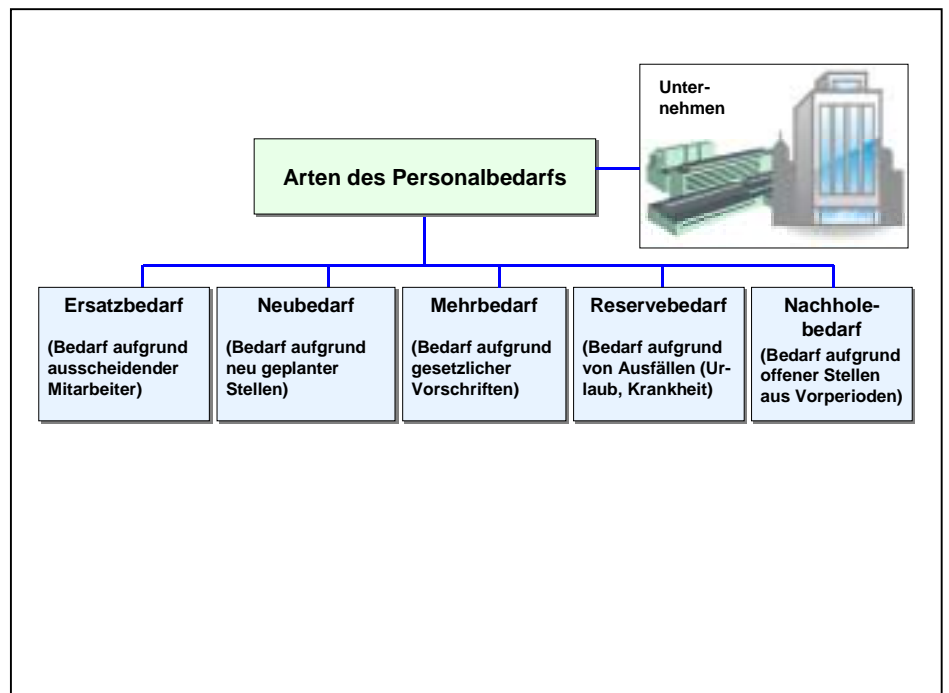 Unter-
nehmen
Arten des Personalbedarfs
Ersatzbedarf
(Bedarf aufgrund
ausscheidender
Mitarbeiter)
Neubedarf
(Bedarf aufgrund
neu geplanter
Stellen)
Mehrbedarf
(Bedarf aufgrund
gesetzlicher
Vorschriften)
Reservebedarf
(Bedarf aufgrund
von Ausfällen (Ur-
laub, Krankheit)
Nachhole-
bedarf
(Bedarf aufgrund
offener Stellen
aus Vorperioden)